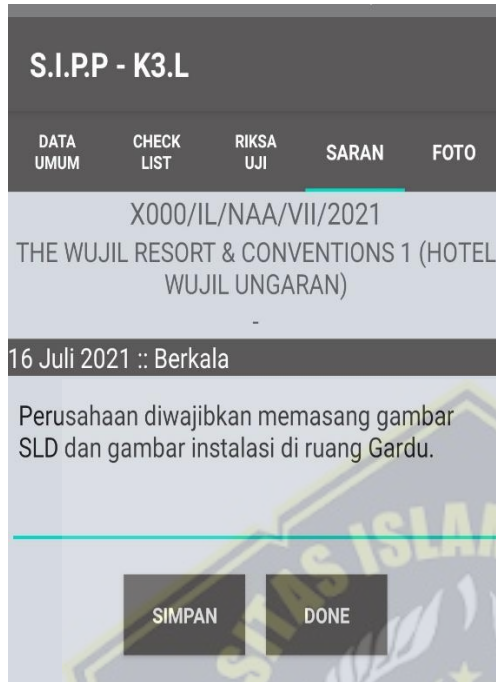 S.I.P.P - K3.L
DATA UMUM
CHECK LIST
RIKSA UJI
SARAN
FOTO
X000/IL/NAA/VII/2021
THE WUJIL RESORT & CONVENTIONS 1 (HOTEL
WUJIL UNGARAN)
-
16 Juli 2021 :: Berkala
Perusahaan diwajibkan memasang gambar
SLD dan gambar instalasi di ruang Gardu.
SITAS ISLA
SIMPAN
DONE